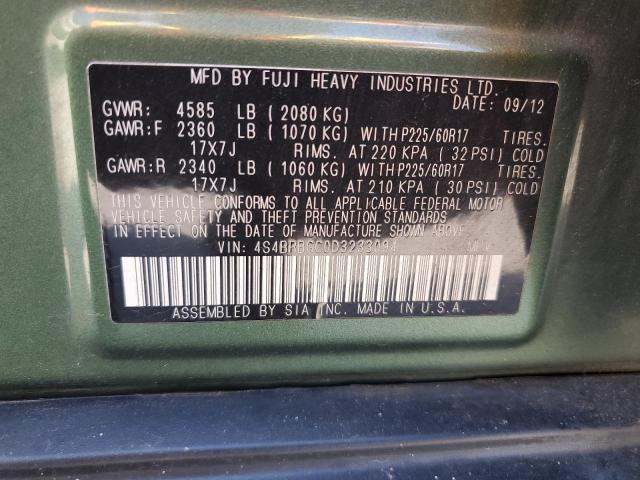 MFD BY FUJI HEAVY INDUSTRIES LTD.
DATE: 09/12
GVWR: 4585 LB ( 2080 KG)
GAWR:F 2360 LB ( 1070 KG) WITH P225/60R17 TIRES.
17X7J RIMS. AT 220 KPA ( 32 PSI) COLD
GAWR:R 2340 LB ( 1060 KG) WITH P225/60R17 TIRES.
17X7J RIMS. AT 210 KPA ( 30 PSI) COLD
THIS VEHICLE CONFORMS TO ALL APPLICABLE FEDERAL MOTOR
VEHICLE SAFETY AND THEFT PREVENTION STANDARDS
IN EFFECT ON THE DATE OF MANUFACTURE SHOWN ABOVE.
VIN: 4S4BRBGC0D3233094
ASSEMBLED BY SIA INC. MADE IN U.S.A.